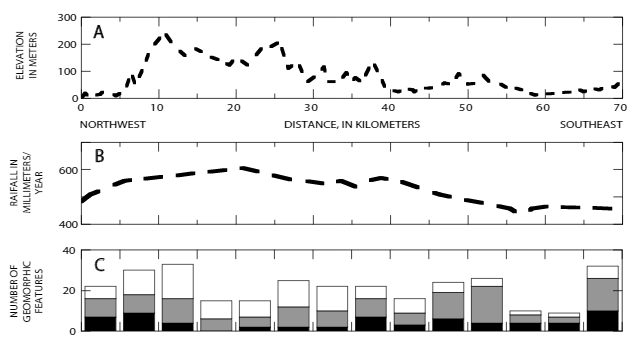 A
ELEVATION
IN METERS
300
200
100
0
0 10 20 30 40 50 60 70
NORTHWEST DISTANCE, IN KILOMETERS SOUTHEAST
B
RAINFALL IN
MILLIMETERS/
YEAR
600
400
C
NUMBER OF
GEOMORPHIC
FEATURES
40
20
0